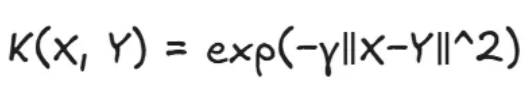 K(X, Y) = exp(-γ||X-Y||^2)